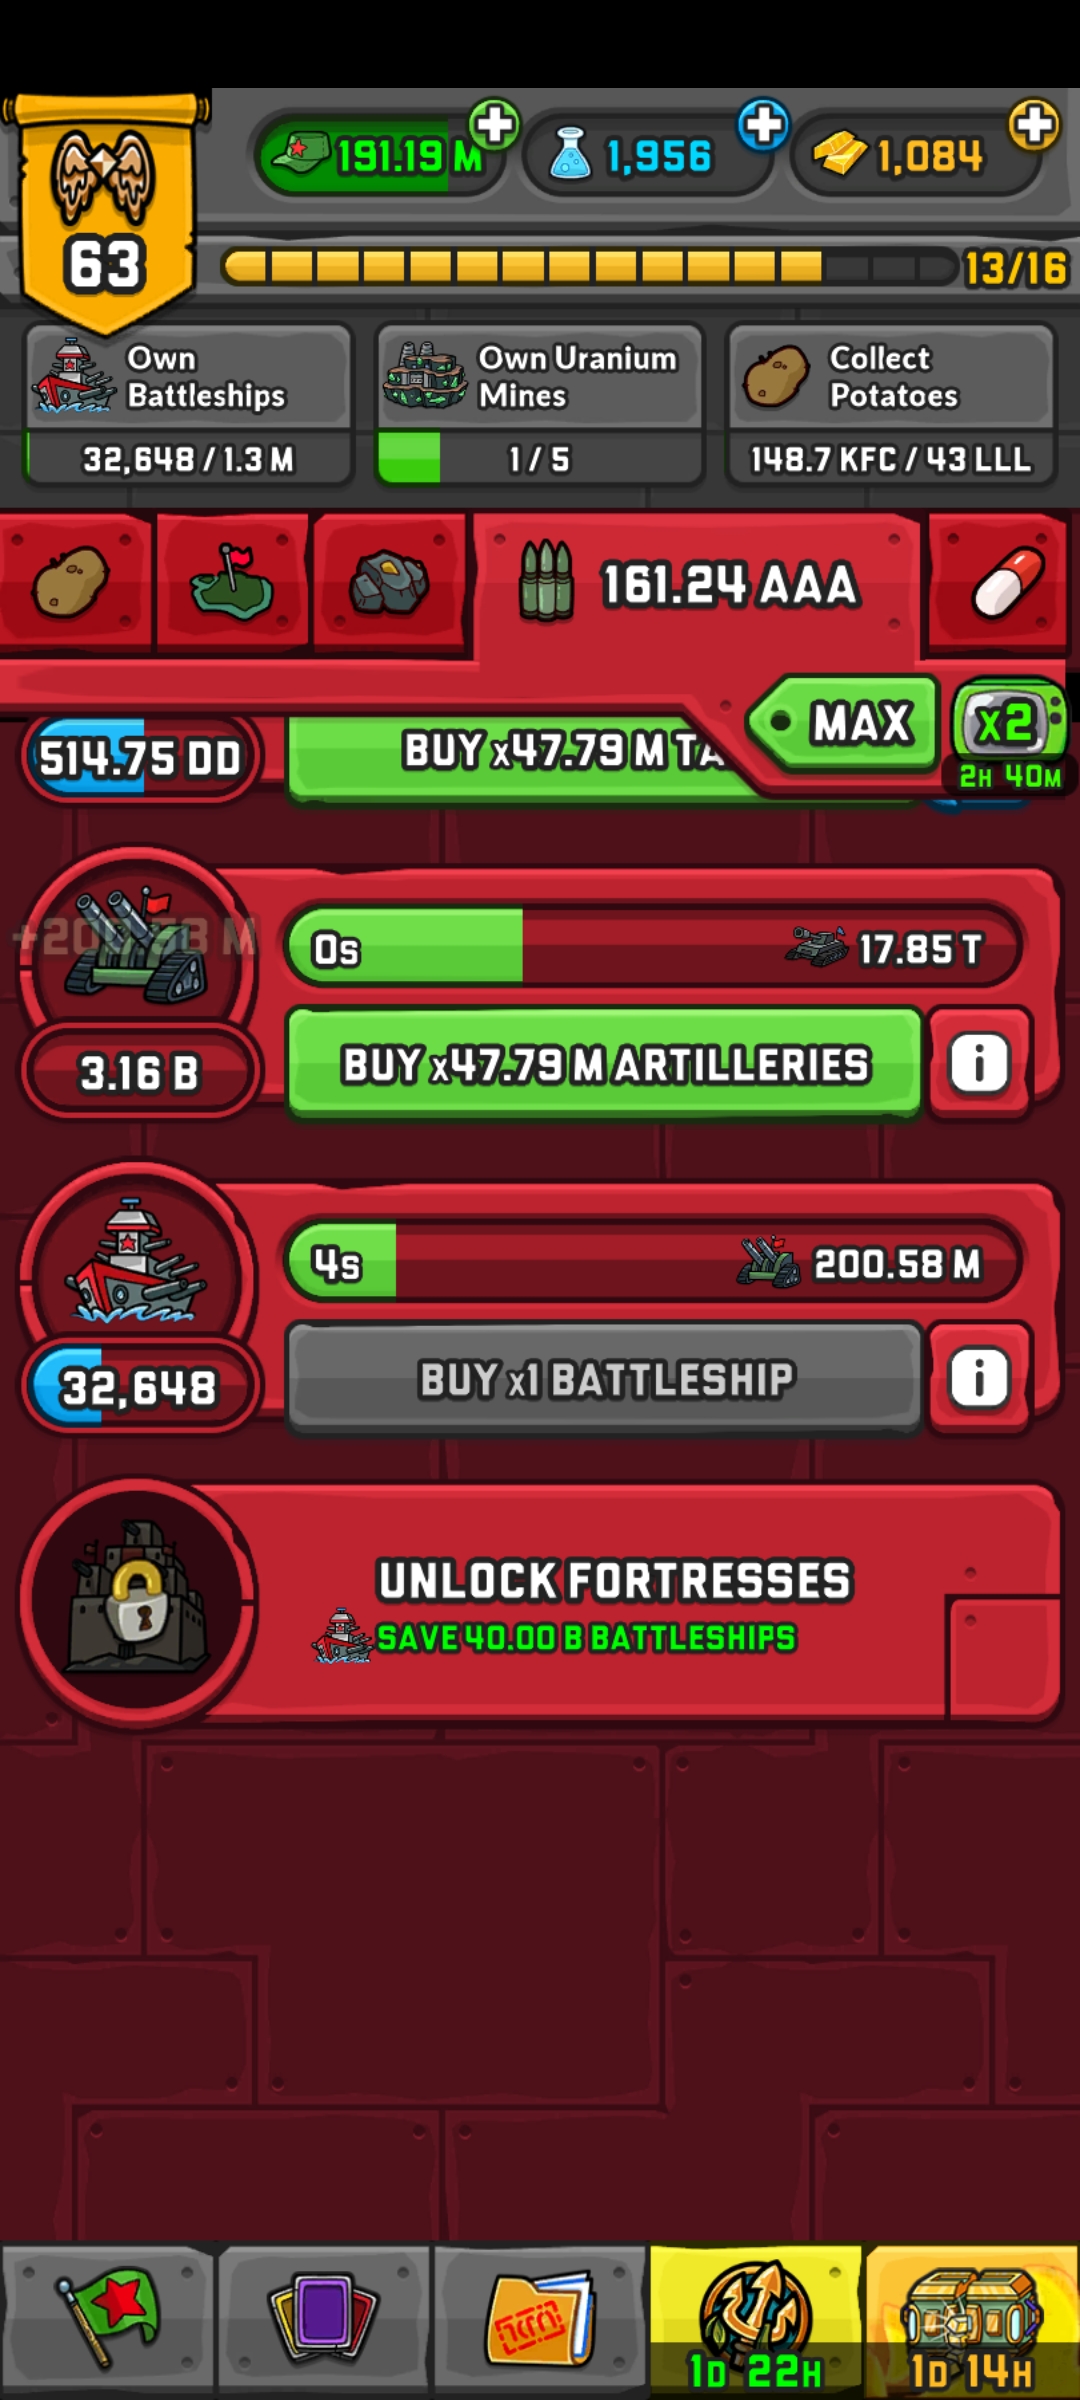 191.19 M
1,956
1,084
63
13/16
Own
Battleships
32,648 / 1.3 M
Own Uranium
Mines
1 / 5
Collect
Potatoes
148.7 KFC / 43 LLL
161.24 AAA
MAX
x2
2H 40M
514.75 DD
BUY x47.79 M TA
+200.58 M
0s
17.85 T
3.16 B
BUY x47.79 M ARTILLERIES
i
4s
200.58 M
32,648
BUY x1 BATTLESHIP
i
UNLOCK FORTRESSES
SAVE 40.00 B BATTLESHIPS
1D 22H
1D 14H